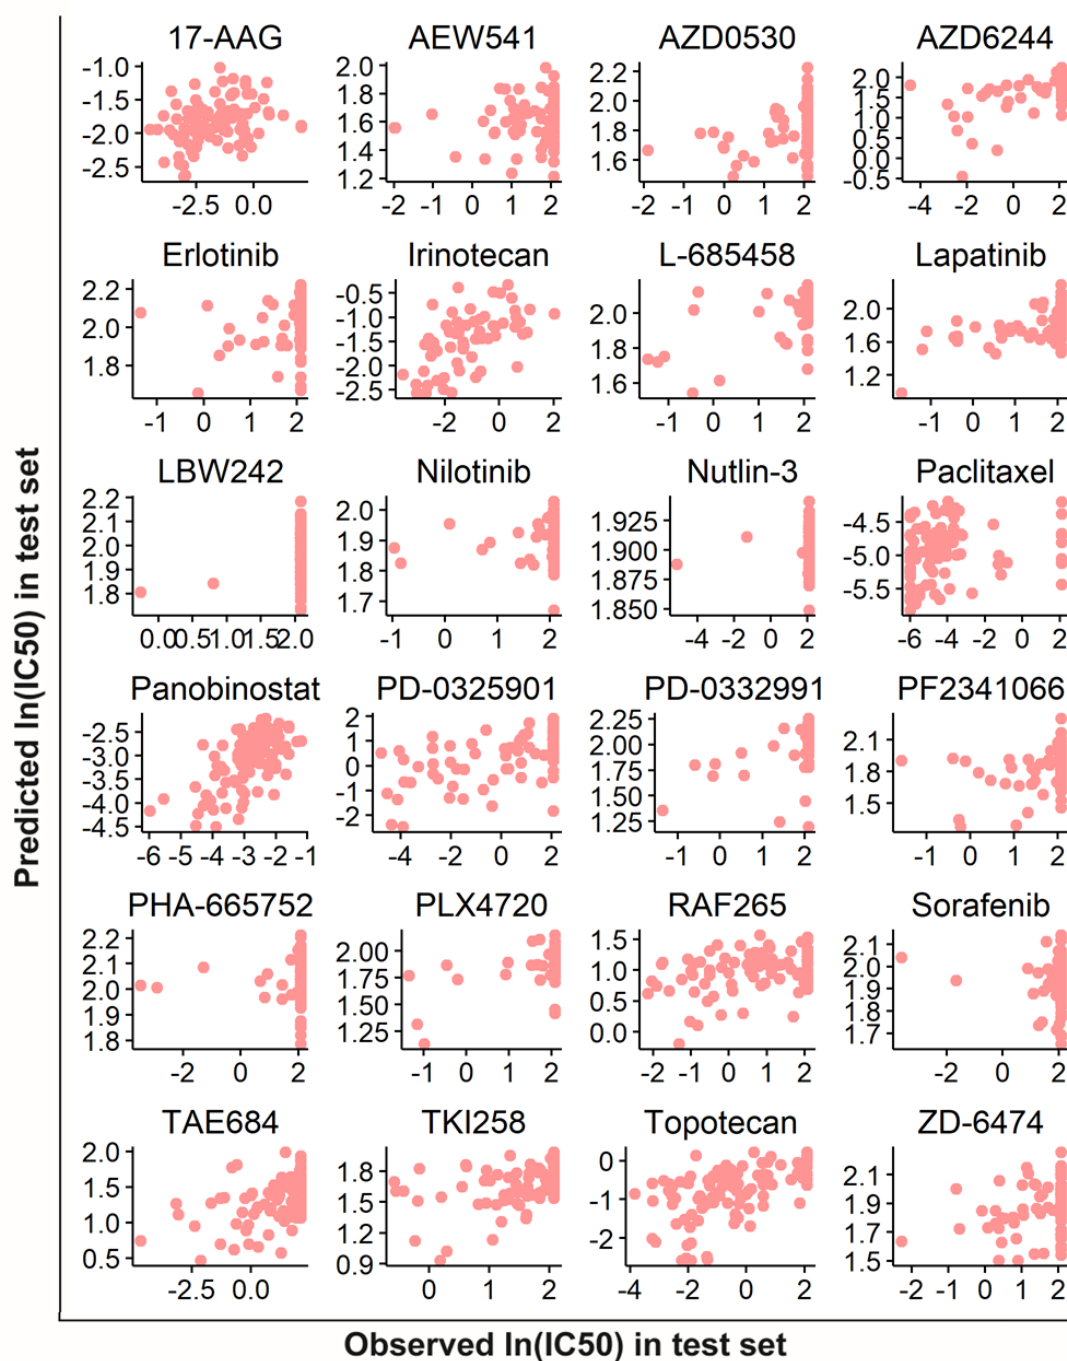 17-AAG AEW541 AZD0530 AZD6244
-1.0 -1.5 -2.0 -2.5
2.0 1.8 1.6 1.4 1.2
2.2 2.0 1.8 1.6
2.0 1.5 1.0 0.5 0.0 -0.5
-2.5 0.0
-2 -1 0 1 2
-2 -1 0 1 2
-4 -2 0 2
Erlotinib Irinotecan L-685458 Lapatinib
2.2 2.0 1.8
-0.5 -1.0 -1.5 -2.0 -2.5
2.0 1.8 1.6
2.0 1.6 1.2
-1 0 1 2
-2 0 2
-1 0 1 2
-1 0 1 2
LBW242 Nilotinib Nutlin-3 Paclitaxel
2.2 2.1 2.0 1.9 1.8
2.0 1.9 1.8 1.7
1.925 1.900 1.875 1.850
-4.5 -5.0 -5.5
0.0 0.5 1.0 1.5 2.0
-1 0 1 2
-4 -2 0 2
-6 -4 -2 0 2
Panobinostat PD-0325901 PD-0332991 PF2341066
-2.5 -3.0 -3.5 -4.0 -4.5
2 1 0 -1 -2
2.25 2.00 1.75 1.50 1.25
2.1 1.8 1.5
-6 -5 -4 -3 -2 -1
-4 -2 0 2
-1 0 1 2
-1 0 1 2
PHA-665752 PLX4720 RAF265 Sorafenib
2.2 2.1 2.0 1.9 1.8
2.00 1.75 1.50 1.25
1.5 1.0 0.5 0.0
2.1 2.0 1.9 1.8 1.7
-2 0 2
-1 0 1 2
-2 -1 0 1 2
-2 0 2
TAE684 TKI258 Topotecan ZD-6474
2.0 1.5 1.0 0.5
1.8 1.5 1.2 0.9
0 -1 -2
2.1 1.9 1.7 1.5
-2.5 0.0
0 1 2
-4 -2 0 2
-2 -1 0 1 2
Predicted ln(IC50) in test set
Observed ln(IC50) in test set